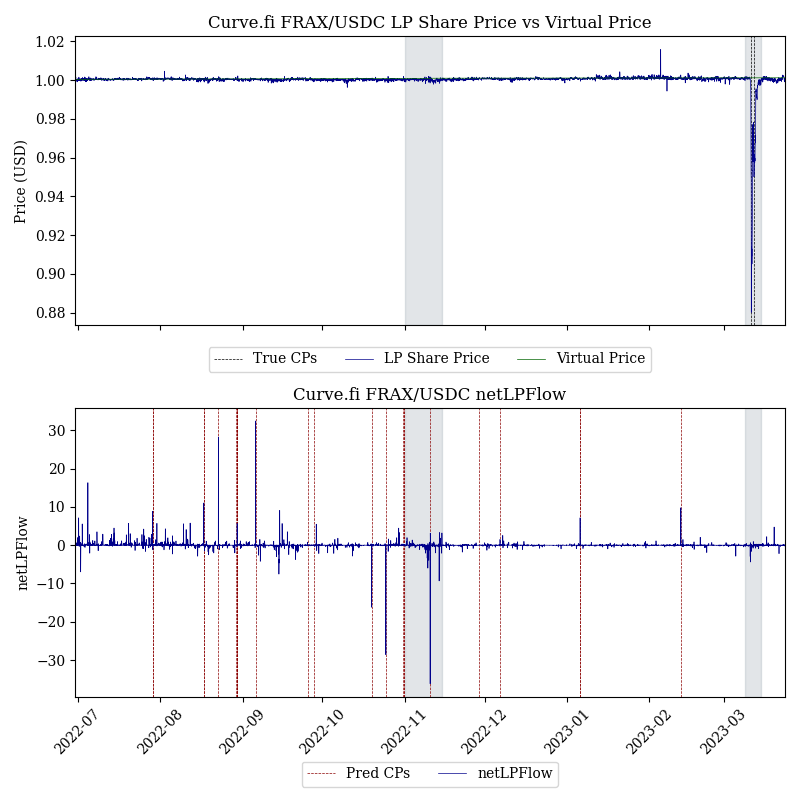 Curve.fi FRAX/USDC LP Share Price vs Virtual Price
1.02
1.00
0.98
0.96
0.94
0.92
0.90
0.88
Price (USD)
True CPs
LP Share Price
Virtual Price
Curve.fi FRAX/USDC netLPFlow
30
20
10
0
−10
−20
−30
netLPFlow
2022-07
2022-08
2022-09
2022-10
2022-11
2022-12
2023-01
2023-02
2023-03
Pred CPs
netLPFlow